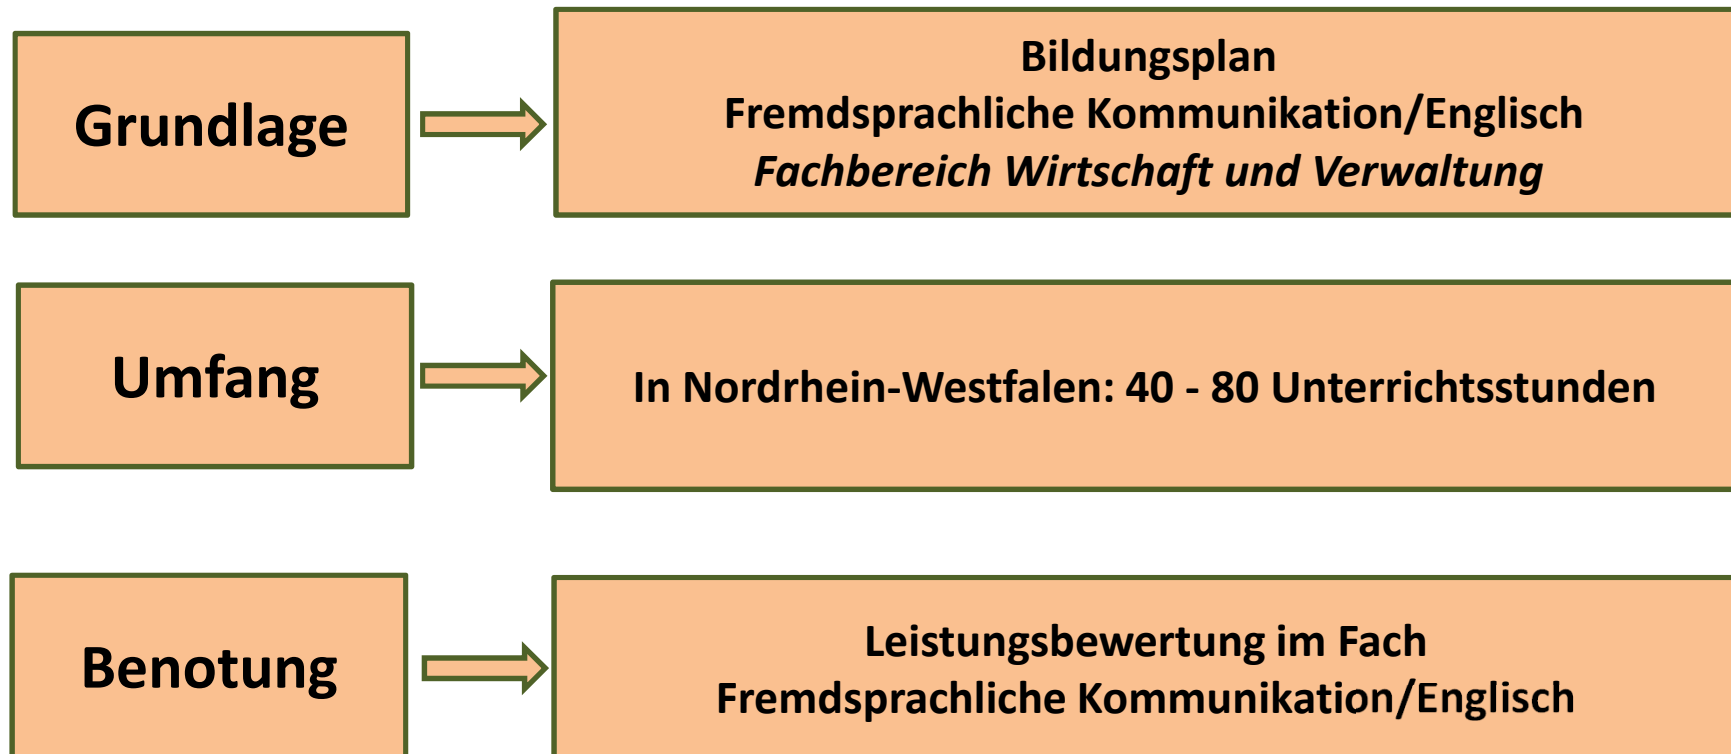 Grundlage
Bildungsplan
Fremdsprachliche Kommunikation/Englisch
Fachbereich Wirtschaft und Verwaltung
Umfang
In Nordrhein-Westfalen: 40 - 80 Unterrichtsstunden
Benotung
Leistungsbewertung im Fach
Fremdsprachliche Kommunikation/Englisch